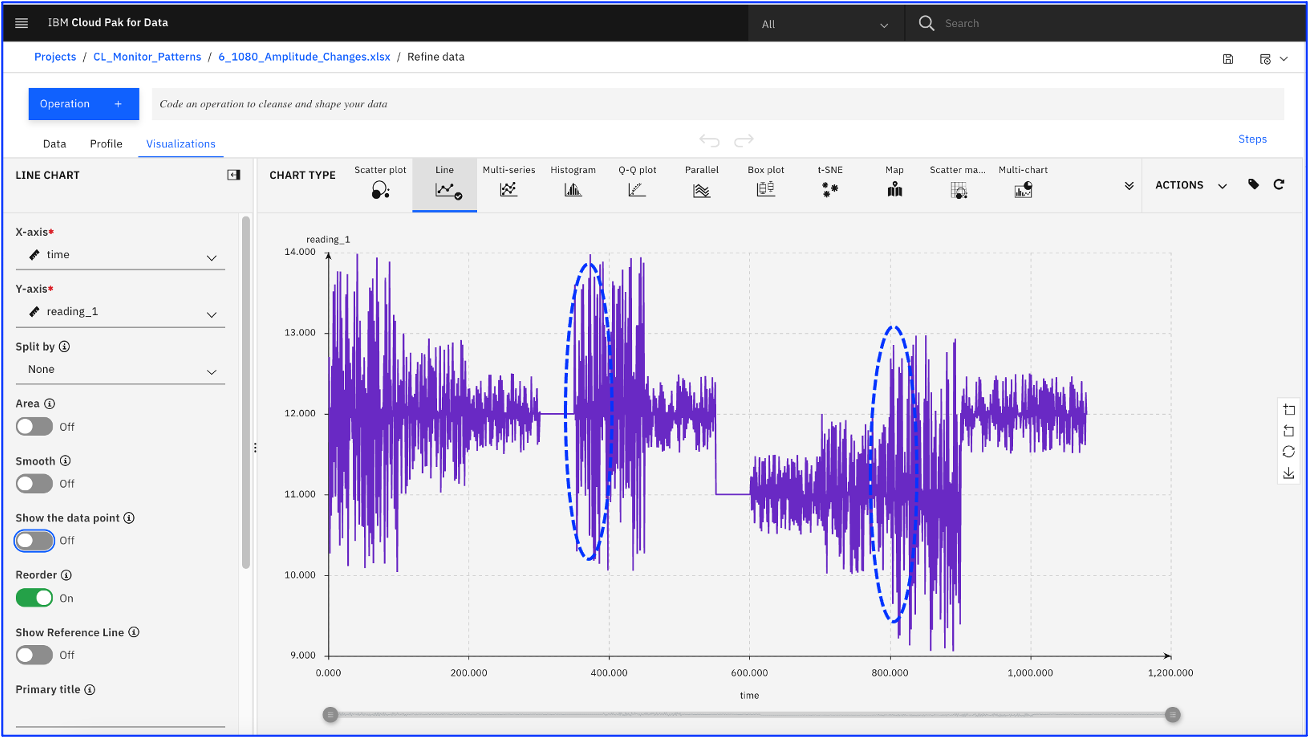 IBM Cloud Pak for Data
All
Search
Projects / CL_Monitor_Patterns / 6_1080_Amplitude_Changes.xlsx / Refine data
Operation +
Code an operation to cleanse and shape your data
Data Profile Visualizations
Steps
LINE CHART
CHART TYPE
Scatter plot Line Multi-series Histogram Q-Q plot Parallel Box plot t-SNE Map Scatter ma... Multi-chart
ACTIONS
X-axis*
time
Y-axis*
reading_1
Split by
None
Area
Off
Smooth
Off
Show the data point
Off
Reorder
On
Show Reference Line
Off
Primary title
reading_1
14.000
13.000
12.000
11.000
10.000
9.000
0.000 200.000 400.000 600.000 800.000 1,000.000 1,200.000
time